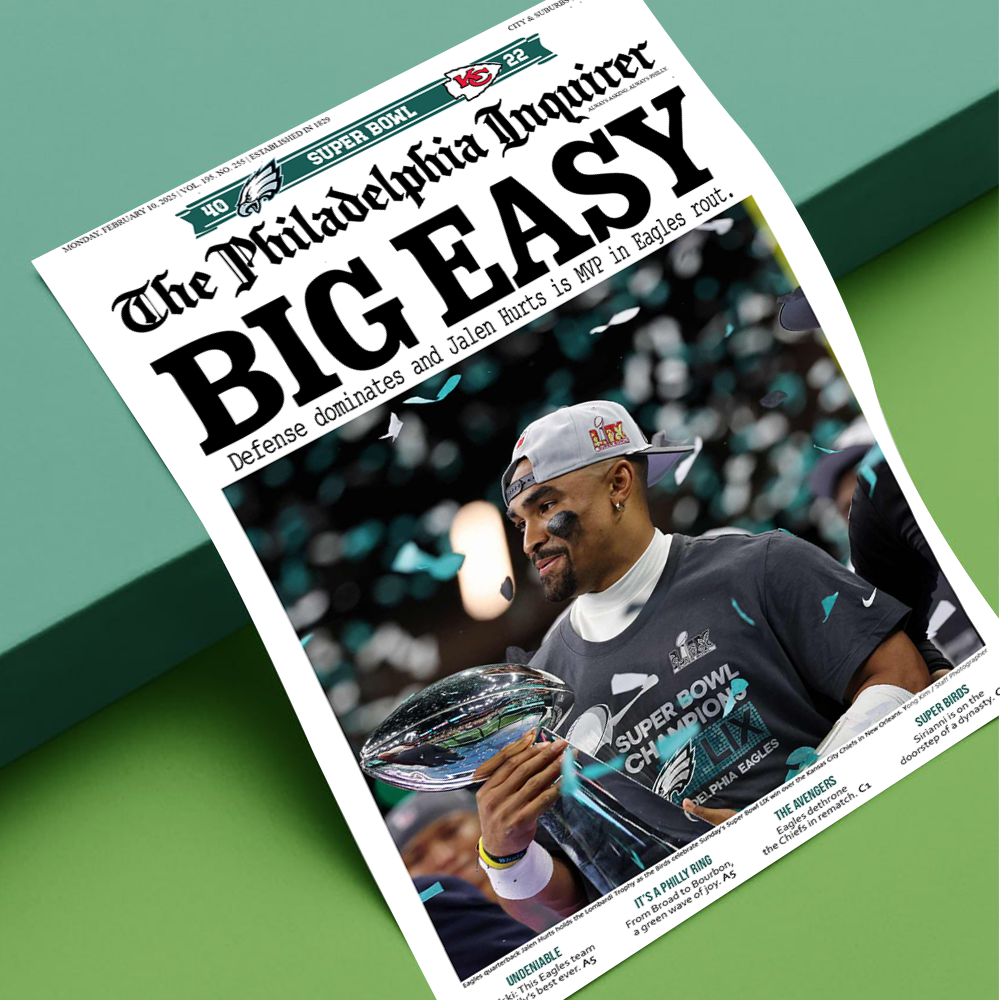 CITY & SUBURBS
MONDAY, FEBRUARY 10, 2025 | VOL. 195, NO. 255 | ESTABLISHED IN 1829
40 SUPER BOWL KC 22
The Philadelphia Inquirer
ALWAYS ASKING. ALWAYS PHILLY.
BIG EASY
Defense dominates and Jalen Hurts is MVP in Eagles rout.
LIX
LIX
SUPER BOWL
CHAMPIONS
LIX
ADELPHIA EAGLES
Eagles quarterback Jalen Hurts holds the Lombardi Trophy as the Birds celebrate Sunday's Super Bowl LIX win over the Kansas City Chiefs in New Orleans. Yong Kim / Staff Photographer
UNDENIABLE
ki: This Eagles team
ly's best ever. A5
IT'S A PHILLY RING
From Broad to Bourbon,
a green wave of joy. A5
THE AVENGERS
Eagles dethrone
the Chiefs in rematch. C1
SUPER BIRDS
Sirianni is on the
doorstep of a dynasty. C